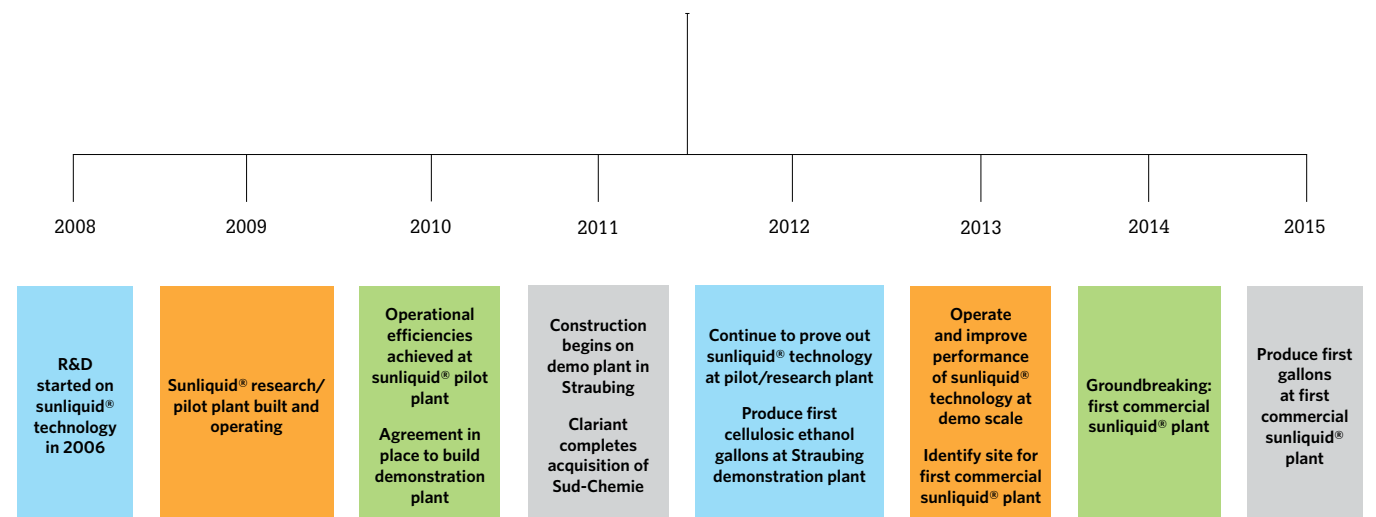 2008
2009
2010
2011
2012
2013
2014
2015
R&D
started on
sunliquid®
technology
in 2006
Sunliquid® research/
pilot plant built and
operating
Operational
efficiencies
achieved at
sunliquid® pilot
plant
Agreement in
place to build
demonstration
plant
Construction
begins on
demo plant in
Straubing
Clariant
completes
acquisition of
Sud-Chemie
Continue to prove out
sunliquid® technology
at pilot/research plant
Produce first
cellulosic ethanol
gallons at Straubing
demonstration plant
Operate
and improve
performance
of sunliquid®
technology at
demo scale
Identify site for
first commercial
sunliquid® plant
Groundbreaking:
first commercial
sunliquid® plant
Produce first
gallons
at first
commercial
sunliquid®
plant